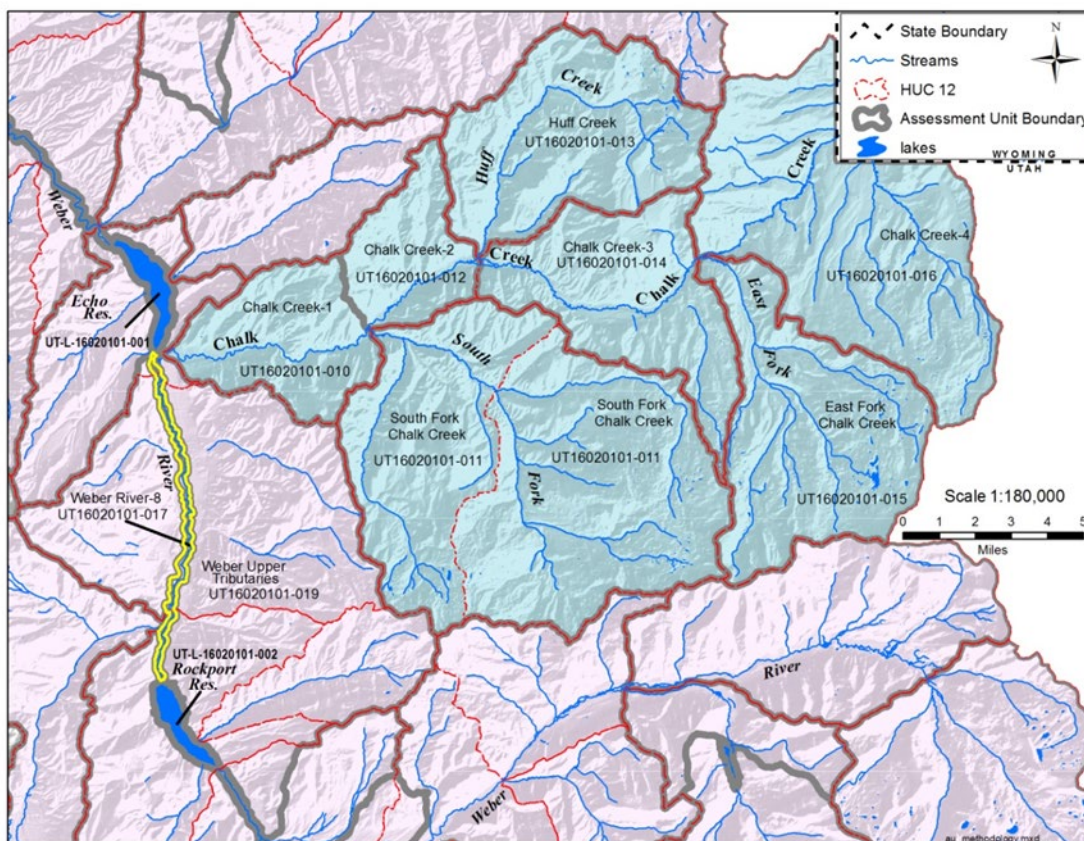 N
State Boundary
Streams
HUC 12
Assessment Unit Boundary
lakes
WYOMING
UTAH
Creek
Huff Creek
UT16020101-013
Huff
Creek
Chalk Creek-4
UT16020101-016
Weber
Chalk Creek-2
UT16020101-012
Creek
Chalk Creek-3
UT16020101-014
Chalk
East
Fork
Echo
Res.
UT-L-16020101-001
Chalk Creek-1
Chalk
UT16020101-010
South
South Fork
Chalk Creek
UT16020101-011
South Fork
Chalk Creek
UT16020101-011
Fork
East Fork
Chalk Creek
UT16020101-015
Scale 1:180,000
0 1 2 3 4 5
Miles
River
Weber River-8
UT16020101-017
Weber Upper
Tributaries
UT16020101-019
UT-L-16020101-002
Rockport
Res.
River
Weber
au_methodology.mxd